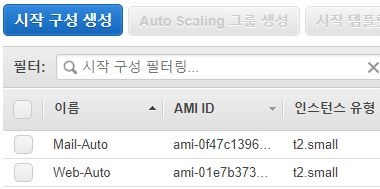 시작 구성 생성 Auto Scaling 그룹 생성 시작 템플
필터: 시작 구성 필터링...
이름 AMI ID 인스턴스 유형
Mail-Auto ami-0f47c1396... t2.small
Web-Auto ami-01e7b373... t2.small